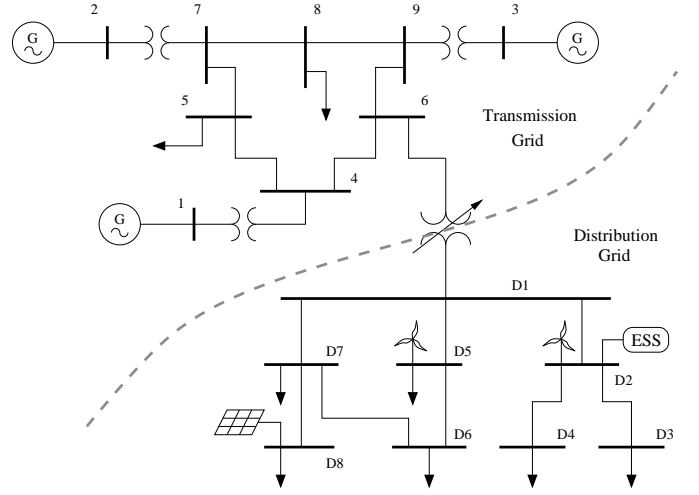 2
7
8
9
3
G
G
5
6
Transmission
Grid
4
1
G
Distribution
Grid
D1
D7
D5
ESS
D2
D6
D4
D3
D8